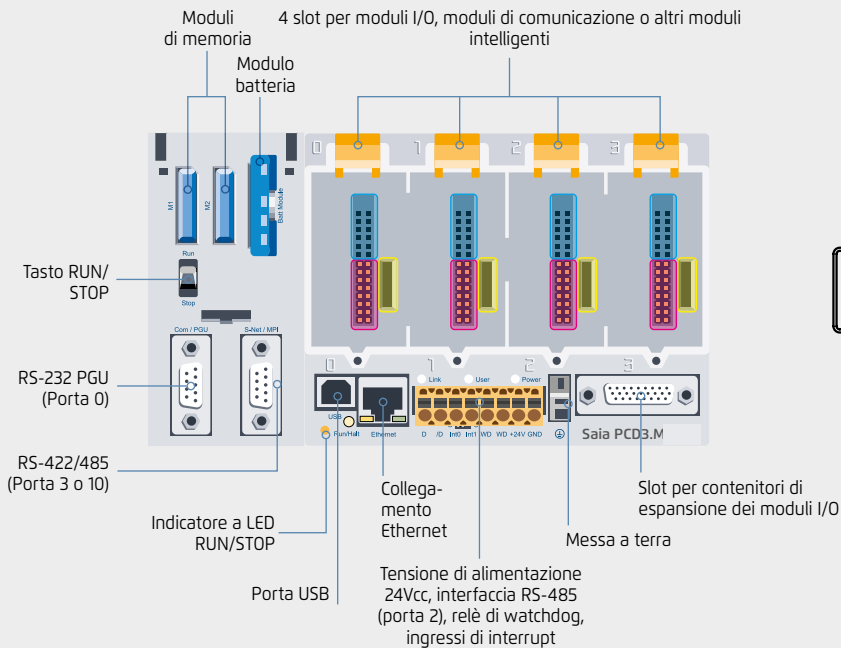 Moduli
di memoria
4 slot per moduli I/O, moduli di comunicazione o altri moduli
intelligenti
Modulo
batteria
0
1
2
3
M1
M2
Batt.Module
Run
Tasto RUN/
STOP
Stop
Com / PGU
S-Net / MPI
RS-232 PGU
(Porta 0)
0
1
2
3
Link
User
Power
USB
Run/Halt
Ethernet
D /D Int0 Int1 WD WD +24V GND
Saia PCD3.M
RS-422/485
(Porta 3 o 10)
Indicatore a LED
RUN/STOP
Porta USB
Collega-
mento
Ethernet
Tensione di alimentazione
24Vcc, interfaccia RS-485
(porta 2), relè di watchdog,
ingressi di interrupt
Messa a terra
Slot per contenitori di
espansione dei moduli I/O